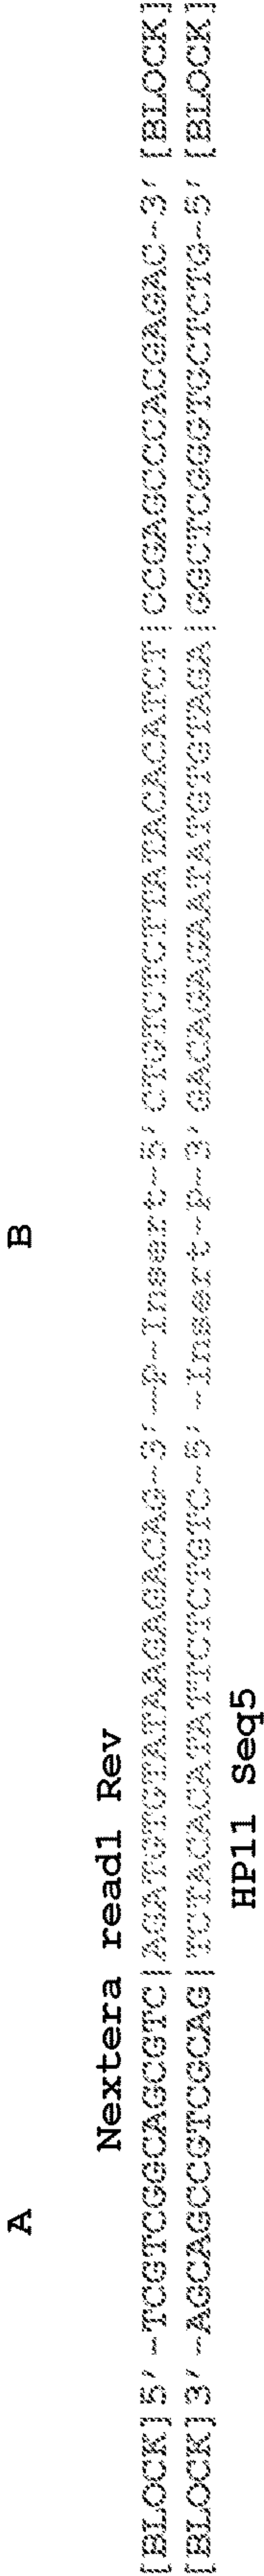 A B
Nextera read1 Rev
[BLOCK] 5' -TCGTCGGCAGCGTC|AGATGTGTATAAGAGACAG-3' --p-Insert-5' CTGTCTCTTATACACATCT|CCGAGCCCACGAGAC-3' [BLOCK]
[BLOCK] 3' -AGCAGCCGTCGCAG|TCTACACATATTCTCTGTC-5' -Insert-p-3' GACAGAGAATATGTGTAGA|GGCTCGGGTGCTCTG-5' [BLOCK]
HP11 Seq5